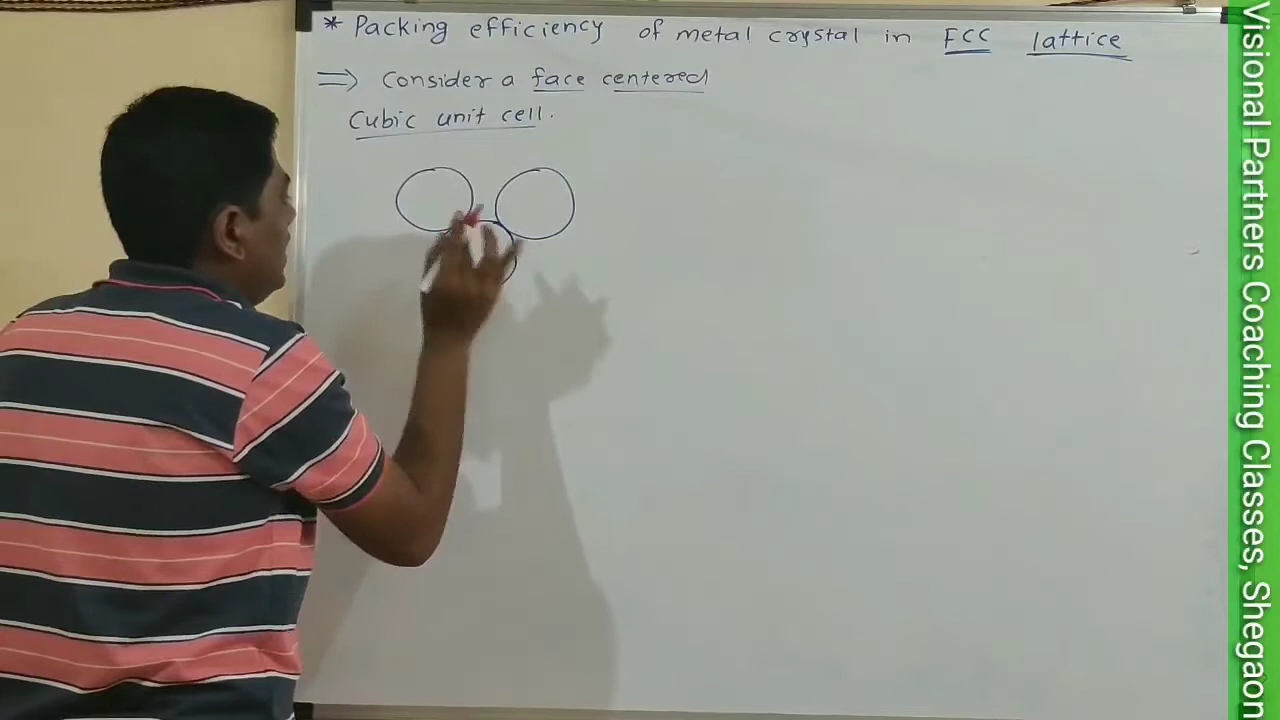 * Packing efficiency of metal crystal in FCC lattice
⇒ Consider a face centered
Cubic unit cell.
Visional Partners Coaching Classes, Shegaon